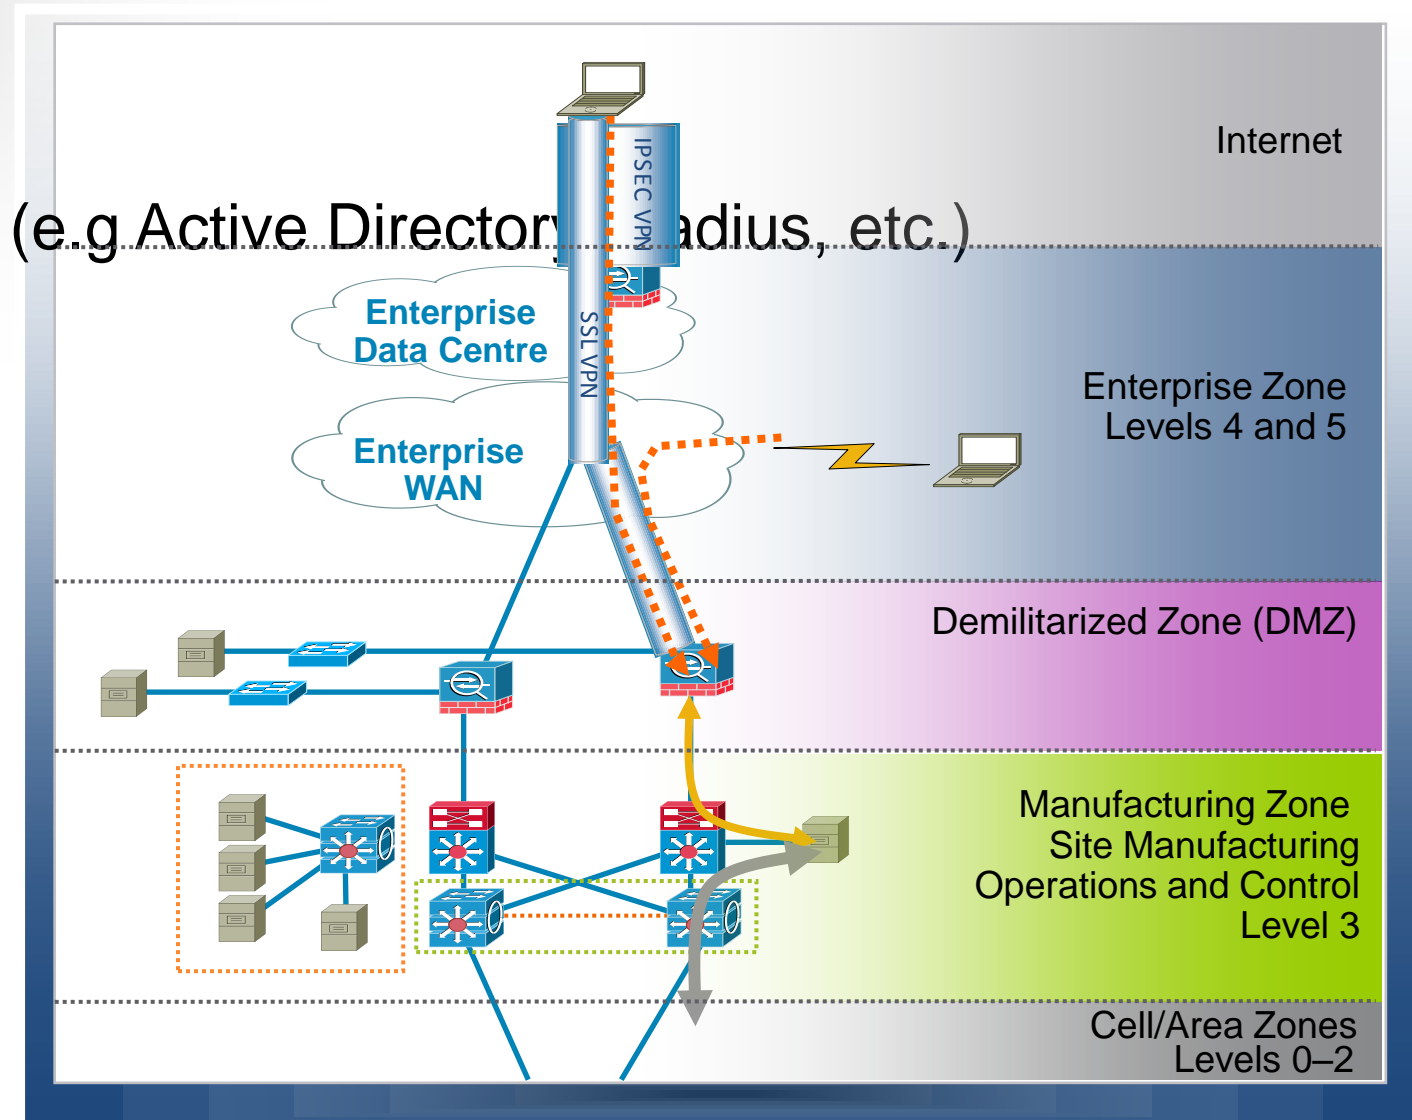 Internet
IPSEC VPN
(e.g Active Directory adius, etc.)
Enterprise
Data Centre
SSL VPN
Enterprise Zone
Levels 4 and 5
Enterprise
WAN
Demilitarized Zone (DMZ)
Manufacturing Zone
Site Manufacturing
Operations and Control
Level 3
Cell/Area Zones
Levels 0–2